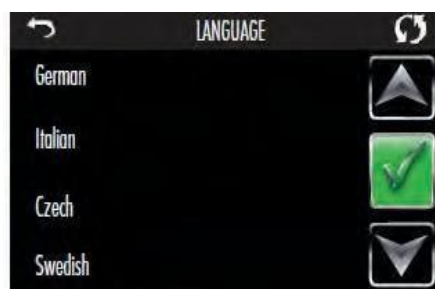 LANGUAGE
German
Italian
Czech
Swedish